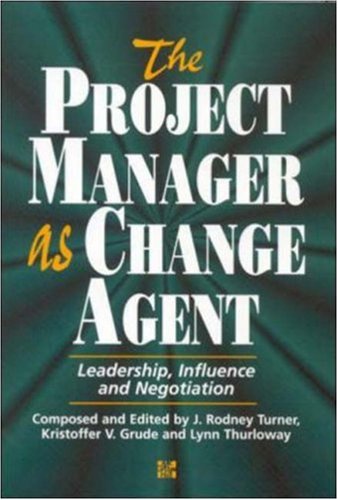 The
PROJECT
MANAGER
as CHANGE
AGENT
Leadership, Influence
and Negotiation
Composed and Edited by J. Rodney Turner,
Kristoffer V. Grude and Lynn Thurloway